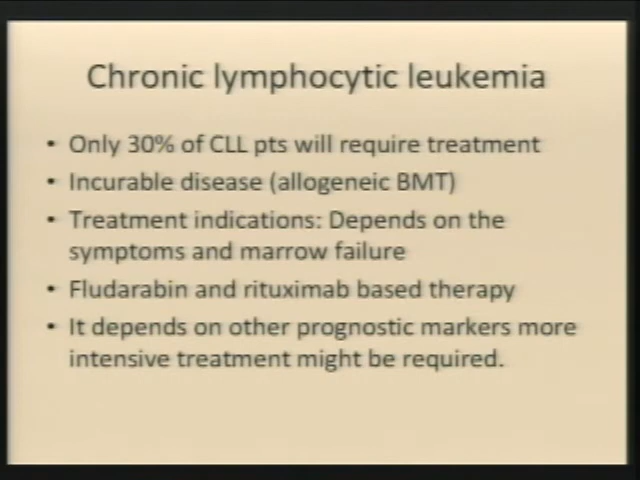 Chronic lymphocytic leukemia
• Only 30% of CLL pts will require treatment
• Incurable disease (allogeneic BMT)
• Treatment indications: Depends on the
symptoms and marrow failure
• Fludarabin and rituximab based therapy
• It depends on other prognostic markers more
intensive treatment might be required.